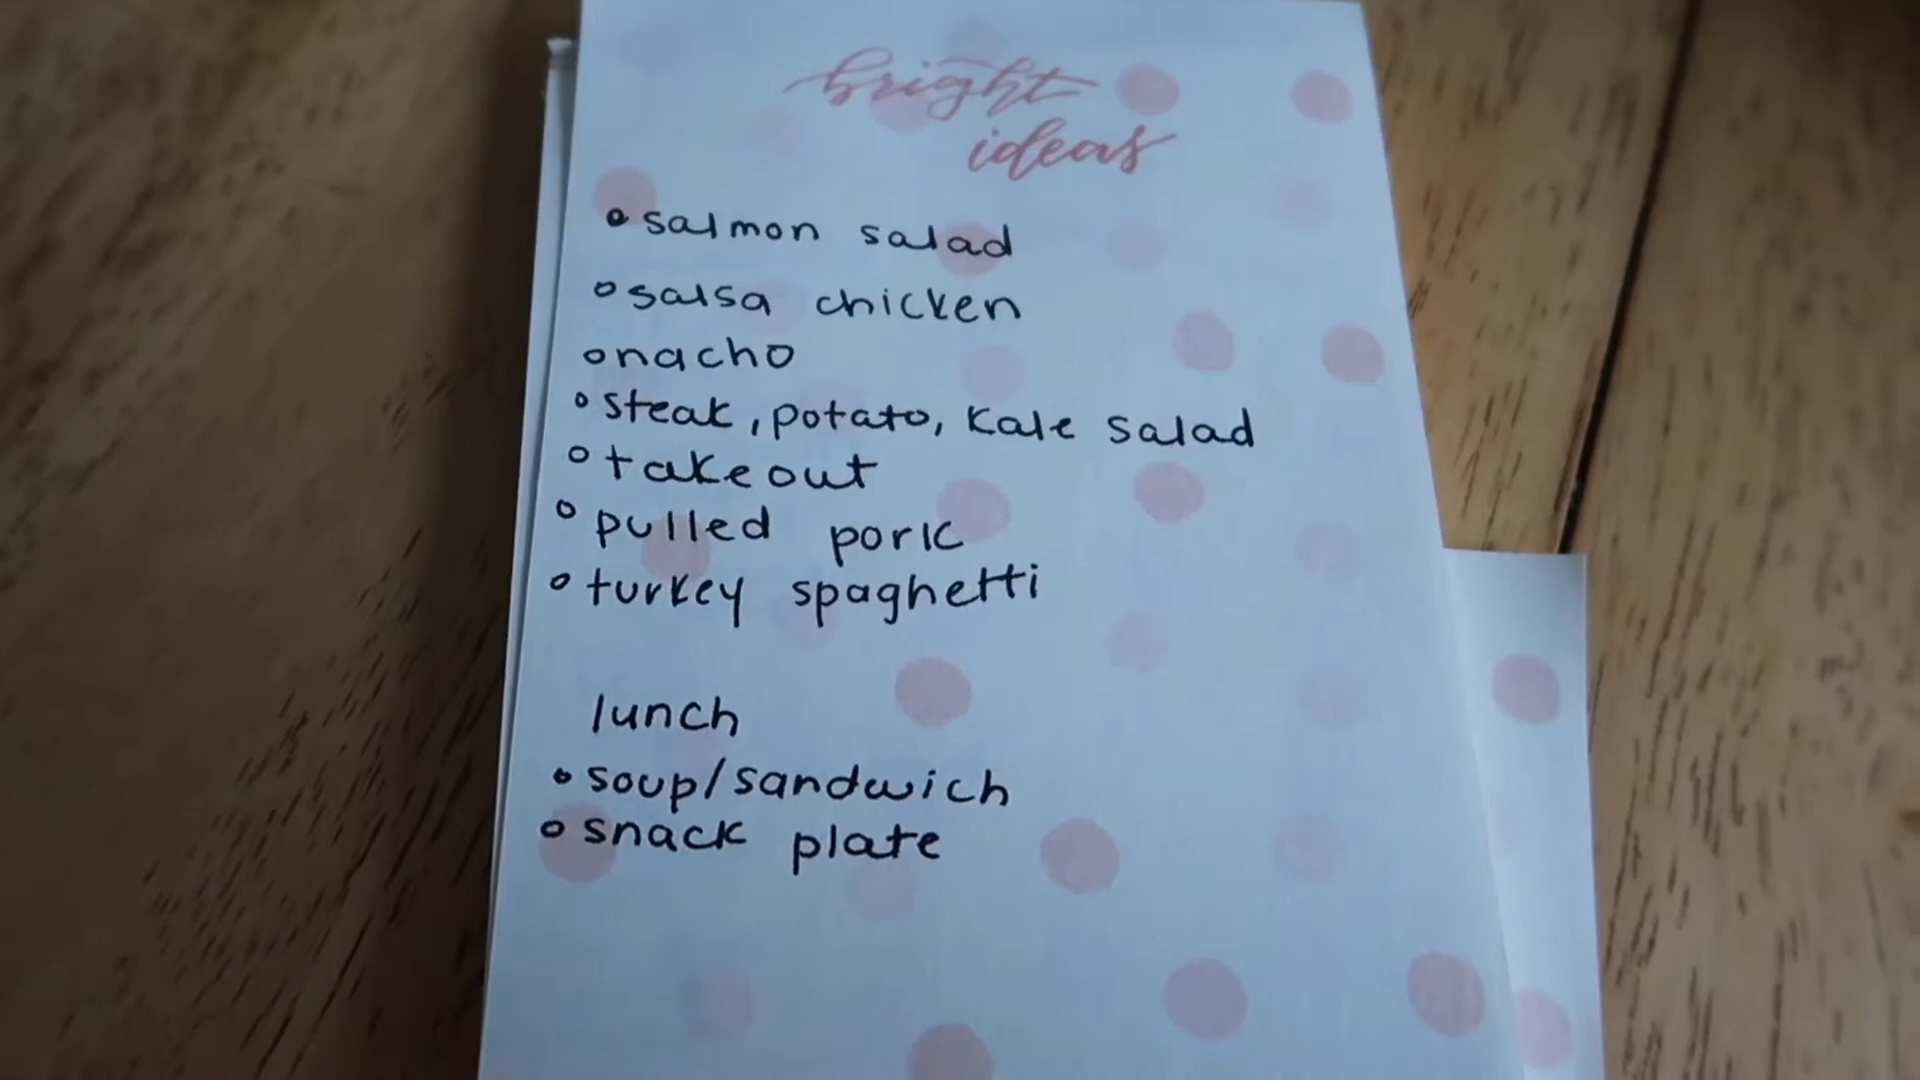 bright
ideas
salmon salad
salsa chicken
nacho
steak, potato, kale salad
takeout
pulled pork
turkey spaghetti
lunch
soup/sandwich
snack plate